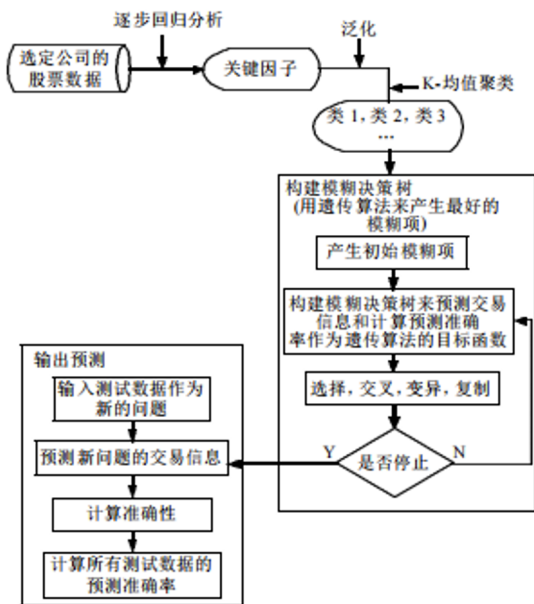 逐步回归分析
泛化
选定公司的
股票数据
关键因子
K-均值聚类
类 1，类 2，类 3
…
构建模糊决策树
(用遗传算法来产生最好的
模糊项)
产生初始模糊项
构建模糊决策树来预测交易
信息和计算预测准确
率作为遗传算法的目标函数
选择，交叉，变异，复制
是否停止
Y
N
输出预测
输入测试数据作为
新的问题
预测新问题的交易信息
计算准确性
计算所有测试数据的
预测准确率